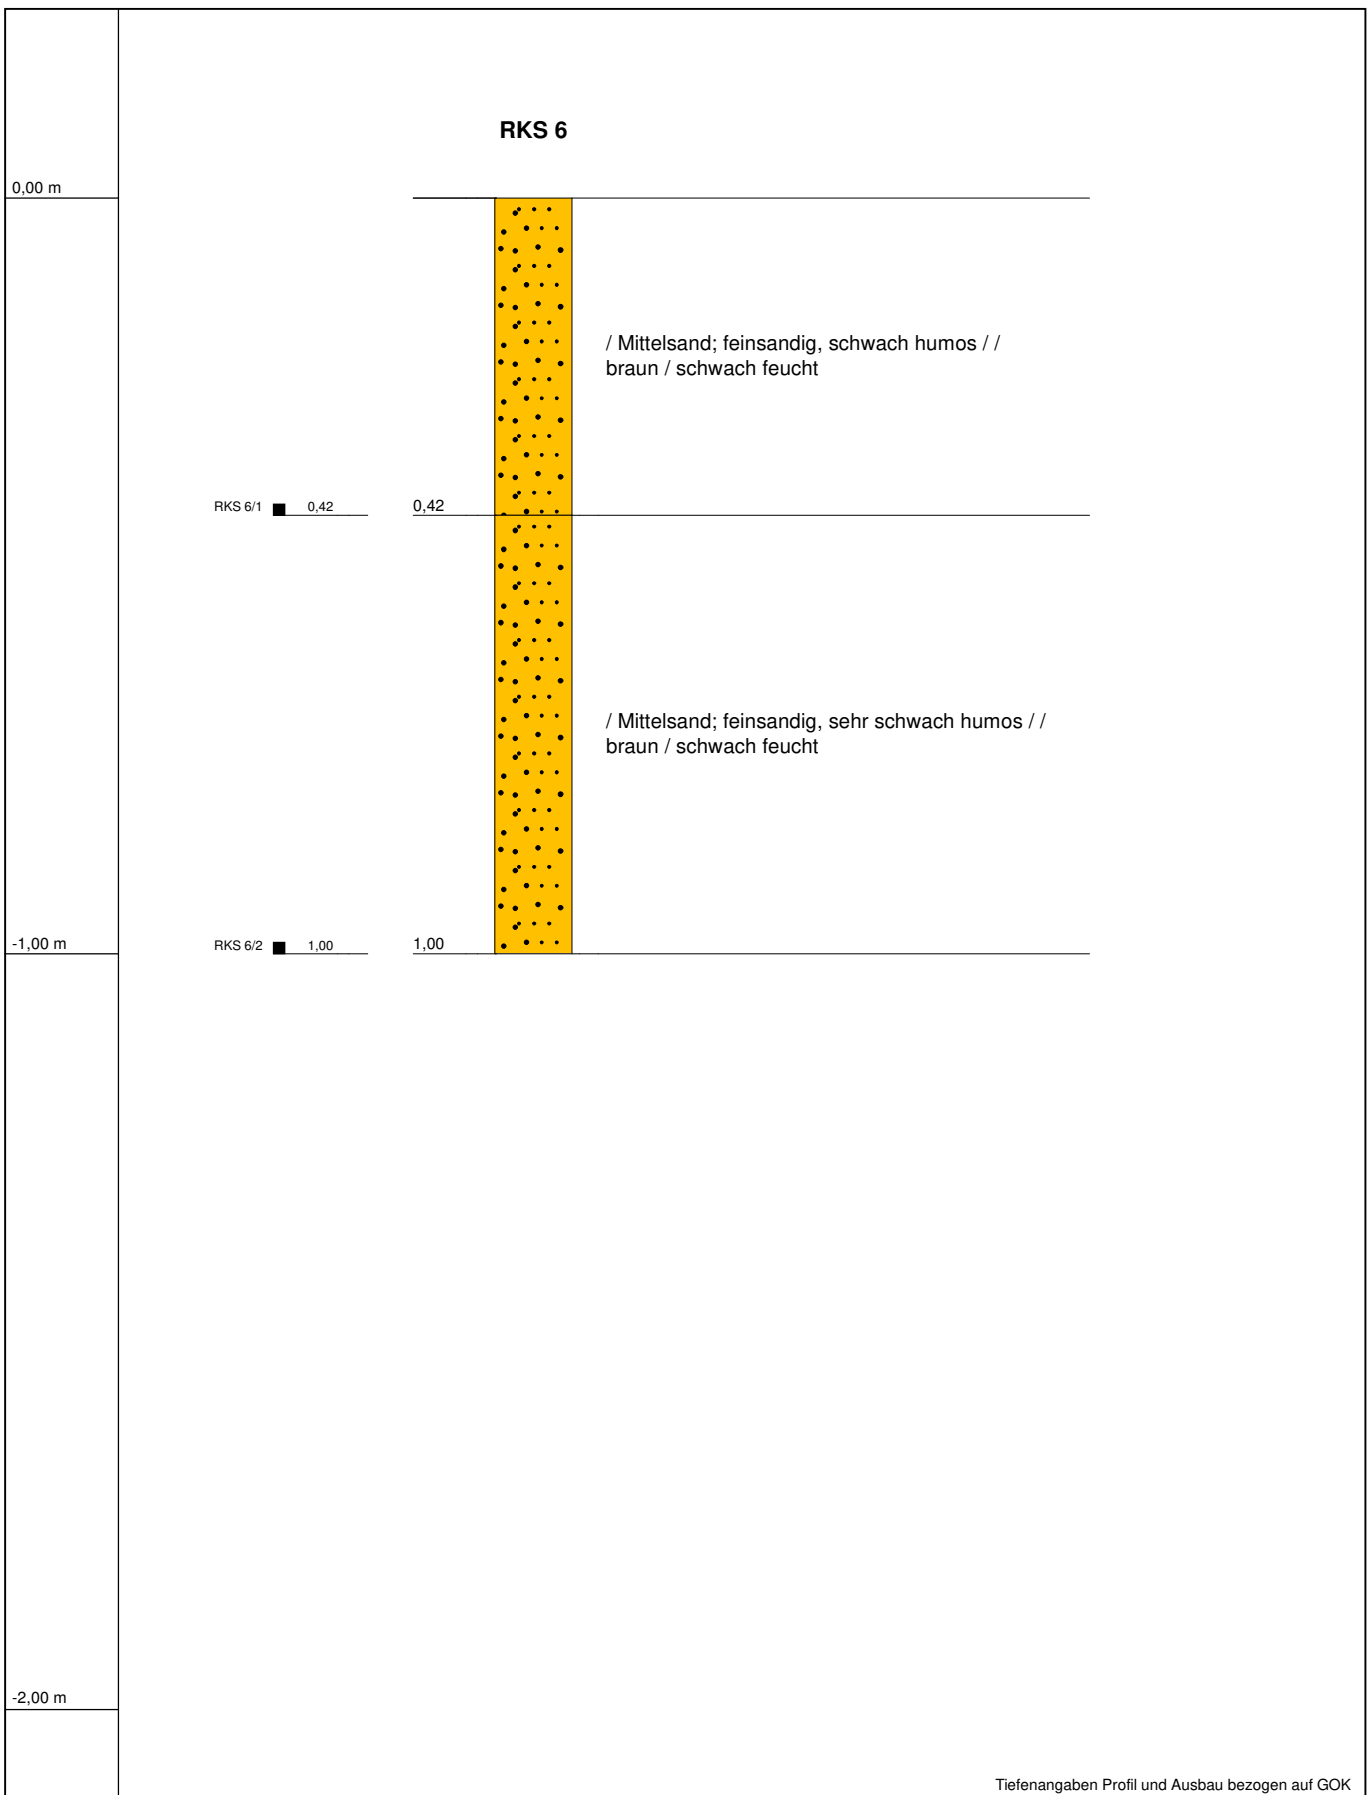 RKS 6
0,00 m
/ Mittelsand; feinsandig, schwach humos / /
braun / schwach feucht
RKS 6/1 0,42 0,42
/ Mittelsand; feinsandig, sehr schwach humos / /
braun / schwach feucht
-1,00 m RKS 6/2 1,00 1,00
-2,00 m
Tiefenangaben Profil und Ausbau bezogen auf GOK